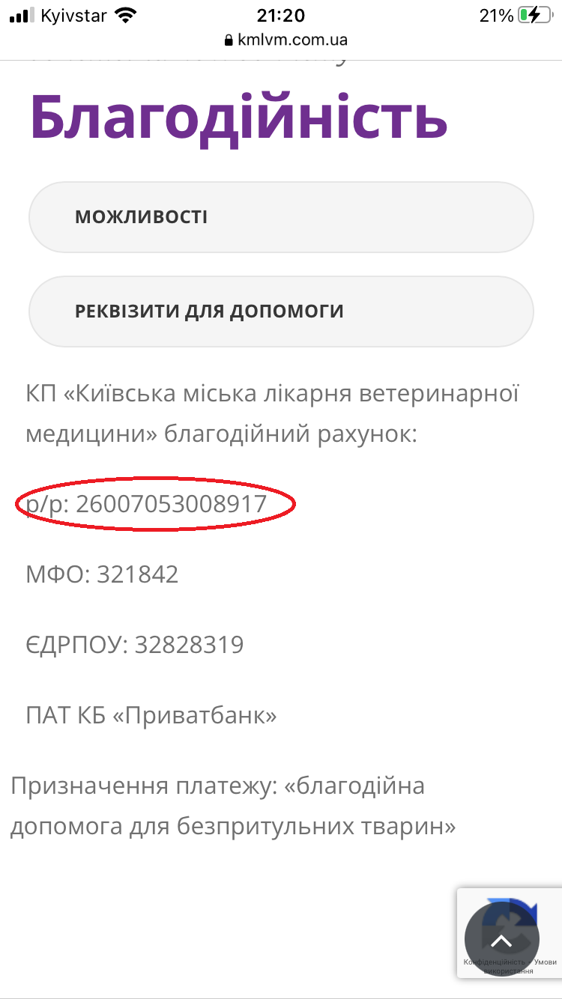 Kyivstar 21:20 21%
kmlvm.com.ua
Благодійність
МОЖЛИВОСТІ
РЕКВІЗИТИ ДЛЯ ДОПОМОГИ
КП «Київська міська лікарня ветеринарної
медицини» благодійний рахунок:
р/р: 26007053008917
МФО: 321842
ЄДРПОУ: 32828319
ПАТ КБ «Приватбанк»
Призначення платежу: «благодійна
допомога для безпритульних тварин»
Конфіденційність - Умови
використання